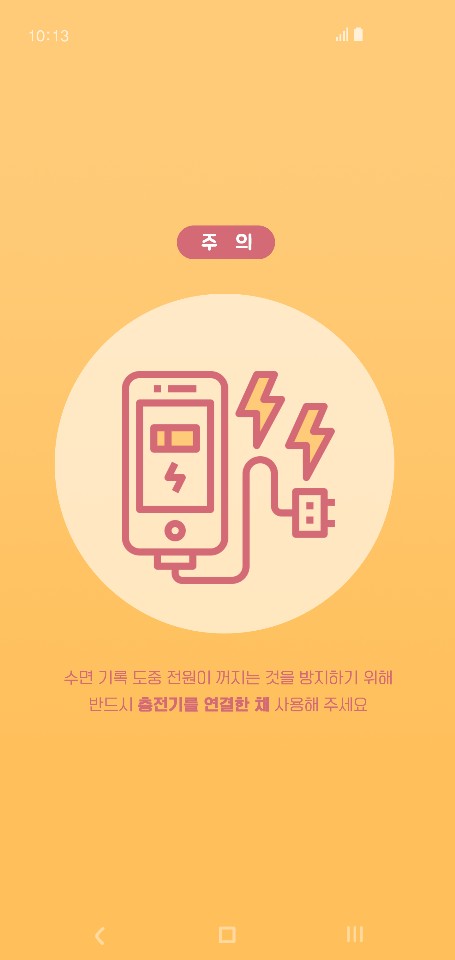 10:13
주 의
수면 기록 도중 전원이 꺼지는 것을 방지하기 위해
반드시 충전기를 연결한 채 사용해 주세요